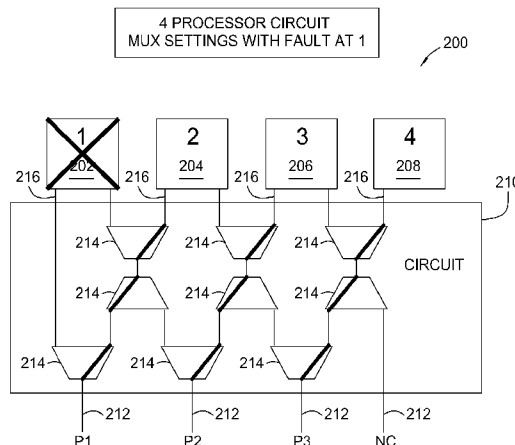 4 PROCESSOR CIRCUIT
MUX SETTINGS WITH FAULT AT 1
200
1 2 3 4
202 204 206 208
216 216 216 216
210
214 214 214
CIRCUIT
214 214 214
214 214 214
212 212 212 212
P1 P2 P3 NC